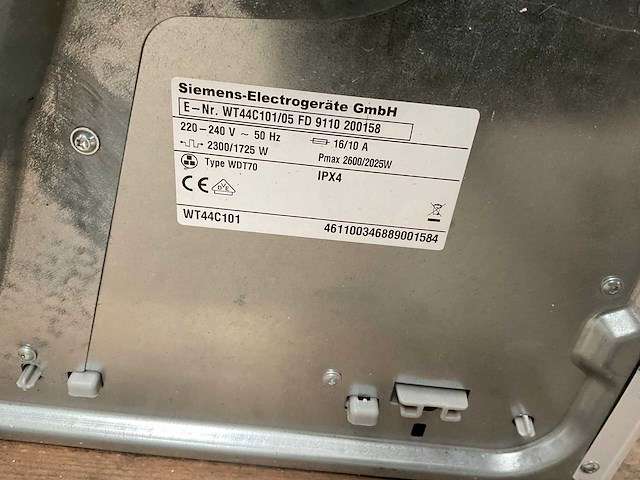 Siemens-Electrogeräte GmbH
E-Nr. WT44C101/05 FD 9110 200158
220-240 V ~ 50 Hz 16/10 A
2300/1725 W Pmax 2600/2025W
Type WDT70 IPX4
CE DVE
WT44C101 461100346889001584